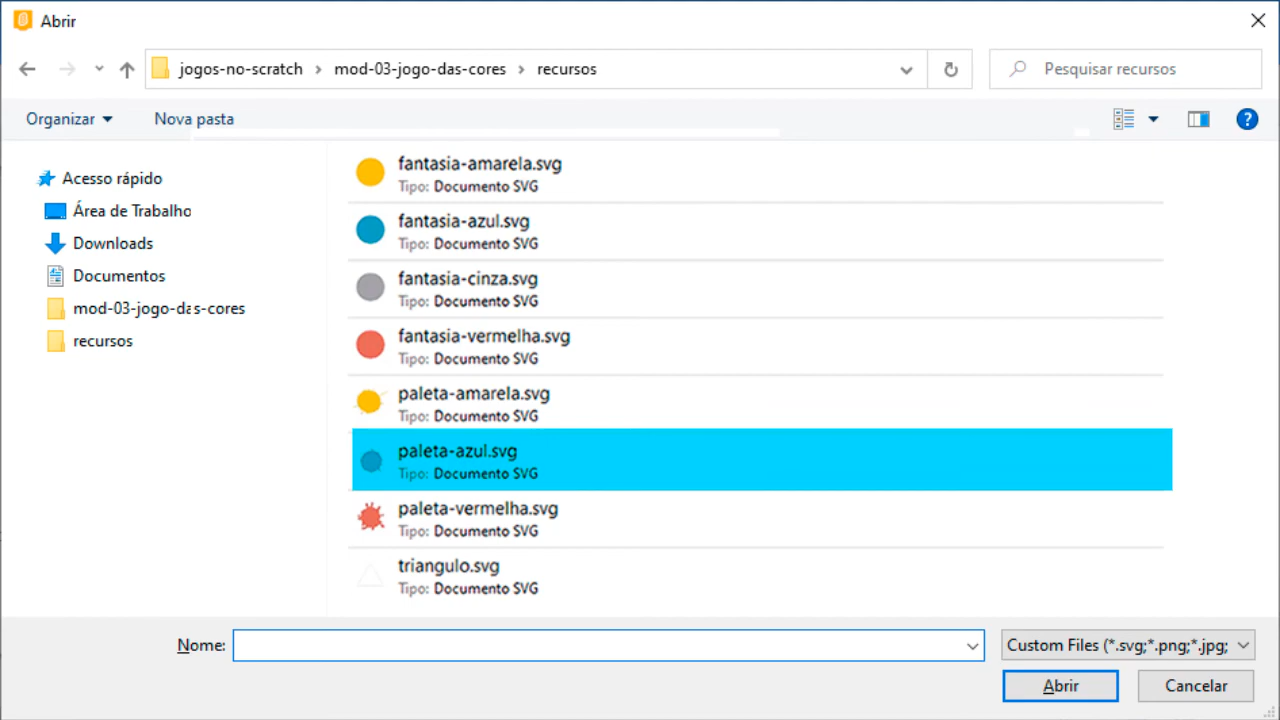 Abrir
jogos-no-scratch > mod-03-jogo-das-cores > recursos
Pesquisar recursos
Organizar
Nova pasta
?
Acesso rápido
Área de Trabalho
Downloads
Documentos
mod-03-jogo-das-cores
recursos
fantasia-amarela.svg
Tipo: Documento SVG
fantasia-azul.svg
Tipo: Documento SVG
fantasia-cinza.svg
Tipo: Documento SVG
fantasia-vermelha.svg
Tipo: Documento SVG
paleta-amarela.svg
Tipo: Documento SVG
paleta-azul.svg
Tipo: Documento SVG
paleta-vermelha.svg
Tipo: Documento SVG
triangulo.svg
Tipo: Documento SVG
Nome:
Custom Files (*.svg;*.png;*.jpg;
Abrir
Cancelar